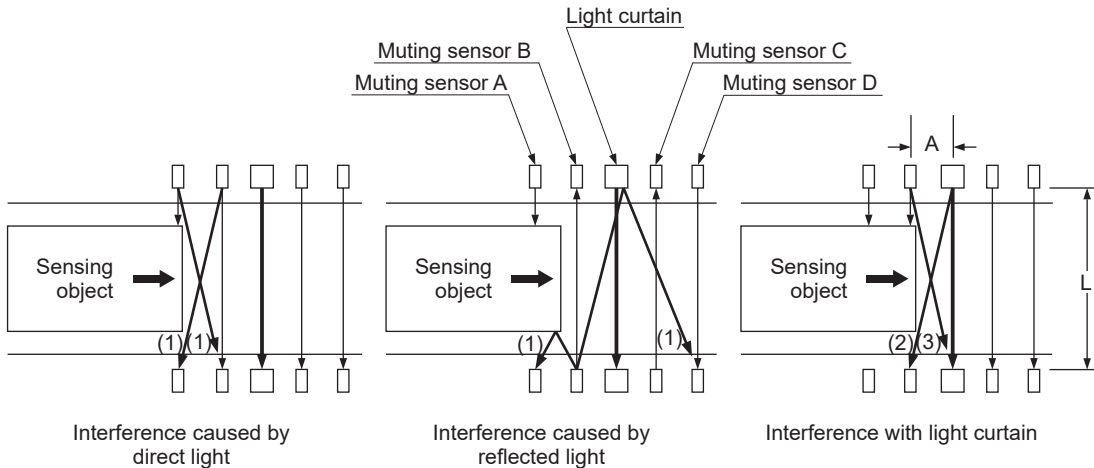 Light curtain
Muting sensor B
Muting sensor C
Muting sensor A
Muting sensor D
A
Sensing
object
Sensing
object
Sensing
object
L
(1)
(1)
(1)
(1)
(2)
(3)
Interference caused by
direct light
Interference caused by
reflected light
Interference with light curtain